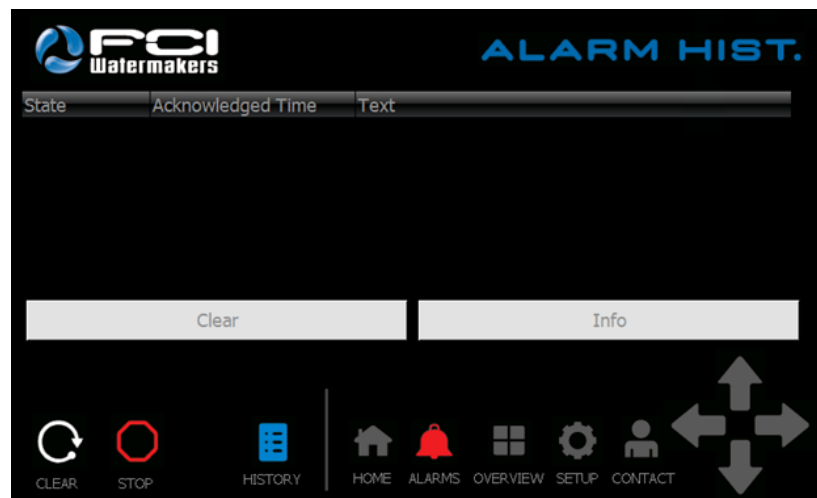 FCI
Watermakers
ALARM HIST.
State Acknowledged Time Text
Clear Info
CLEAR STOP HISTORY HOME ALARMS OVERVIEW SETUP CONTACT